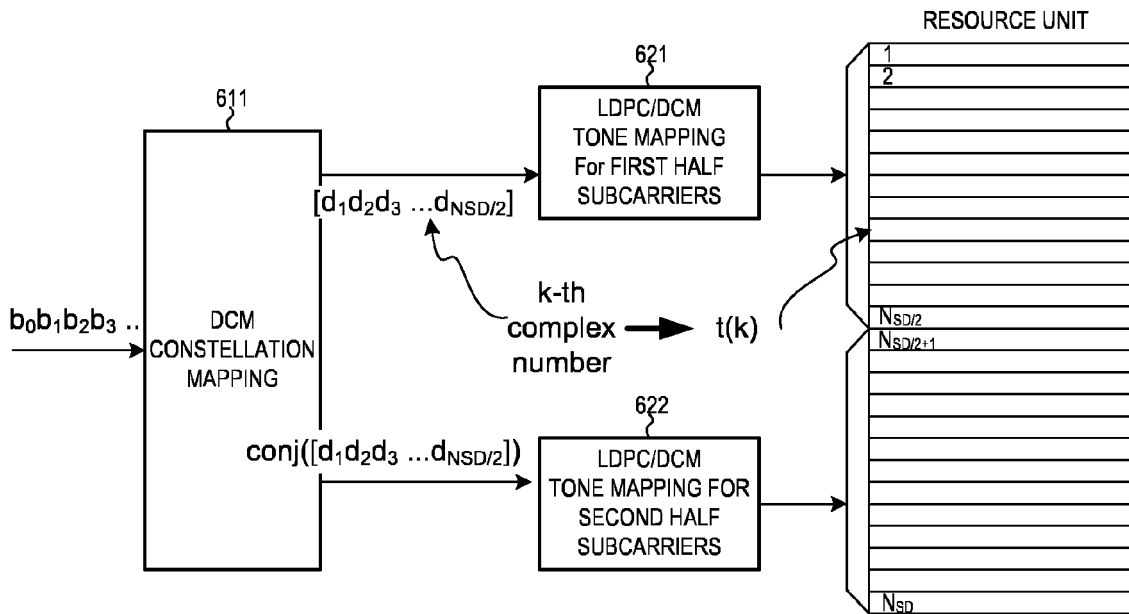 RESOURCE UNIT
1
2
621
LDPC/DCM
TONE MAPPING
For FIRST HALF
SUBCARRIERS
611
[d1d2d3 ...dNSD/2]
b0b1b2b3 ..
DCM
CONSTELLATION
MAPPING
k-th
complex
number
t(k)
NSD/2
NSD/2+1
622
conj([d1d2d3 ...dNSD/2])
LDPC/DCM
TONE MAPPING FOR
SECOND HALF
SUBCARRIERS
NSD